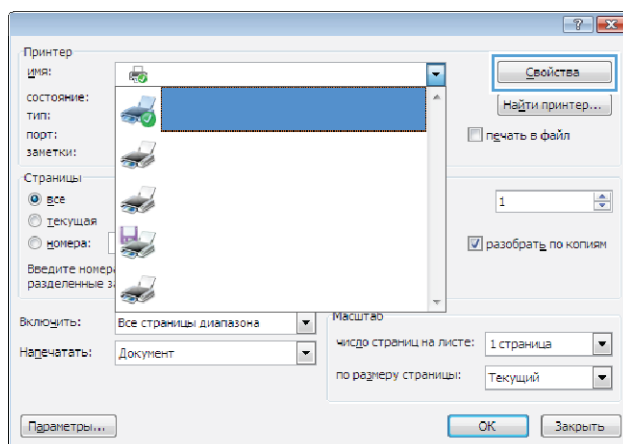 Принтер
имя:
Свойства
состояние:
Найти принтер...
тип:
порт:
печать в файл
заметки:
Страницы
все
1
текущая
номера:
разобрать по копиям
Введите
разделенные
Включить:
Все страницы диапазона
Масштаб
число страниц на листе:
1 страница
Напечатать:
Документ
по размеру страницы:
Текущий
Параметры...
ОК
Закрыть